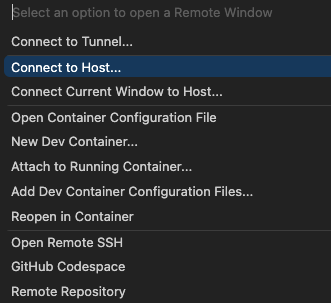 Select an option to open a Remote Window
Connect to Tunnel...
Connect to Host...
Connect Current Window to Host...
Open Container Configuration File
New Dev Container...
Attach to Running Container...
Add Dev Container Configuration Files...
Reopen in Container
Open Remote SSH
GitHub Codespace
Remote Repository